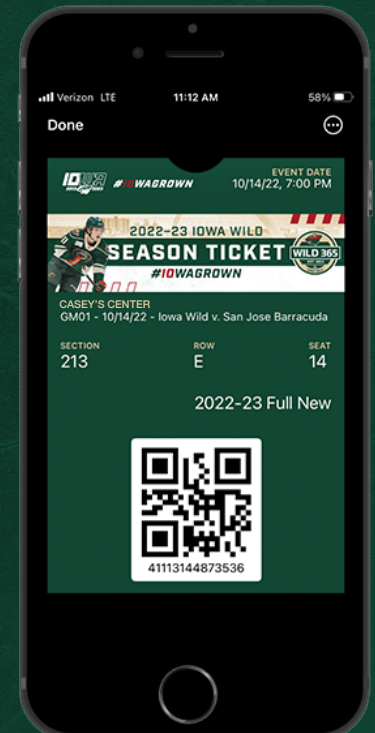 Verizon LTE 11:12 AM 58%
Done
#IOWAGROWN
EVENT DATE
10/14/22, 7:00 PM
2022-23 IOWA WILD
SEASON TICKET
WILD 365
#IOWAGROWN
CASEY'S CENTER
GM01 - 10/14/22 - Iowa Wild v. San Jose Barracuda
SECTION ROW SEAT
213 E 14
2022-23 Full New
41113144873536